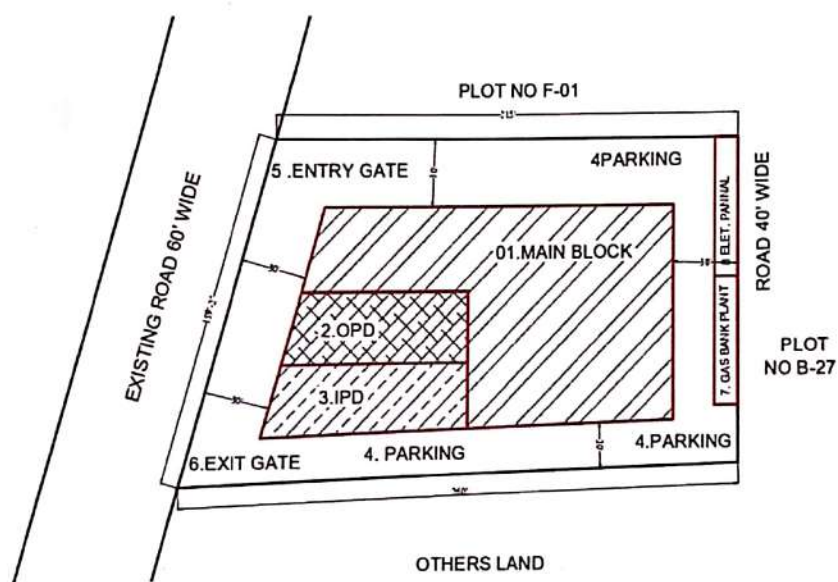 PLOT NO F-01
5 .ENTRY GATE
4PARKING
EXISTING ROAD 60' WIDE
01.MAIN BLOCK
8 ELET. PANNAL
ROAD 40' WIDE
2.OPD
7. GAS BANK PLANT
PLOT
NO B-27
3.IPD
4. PARKING
4.PARKING
6.EXIT GATE
OTHERS LAND